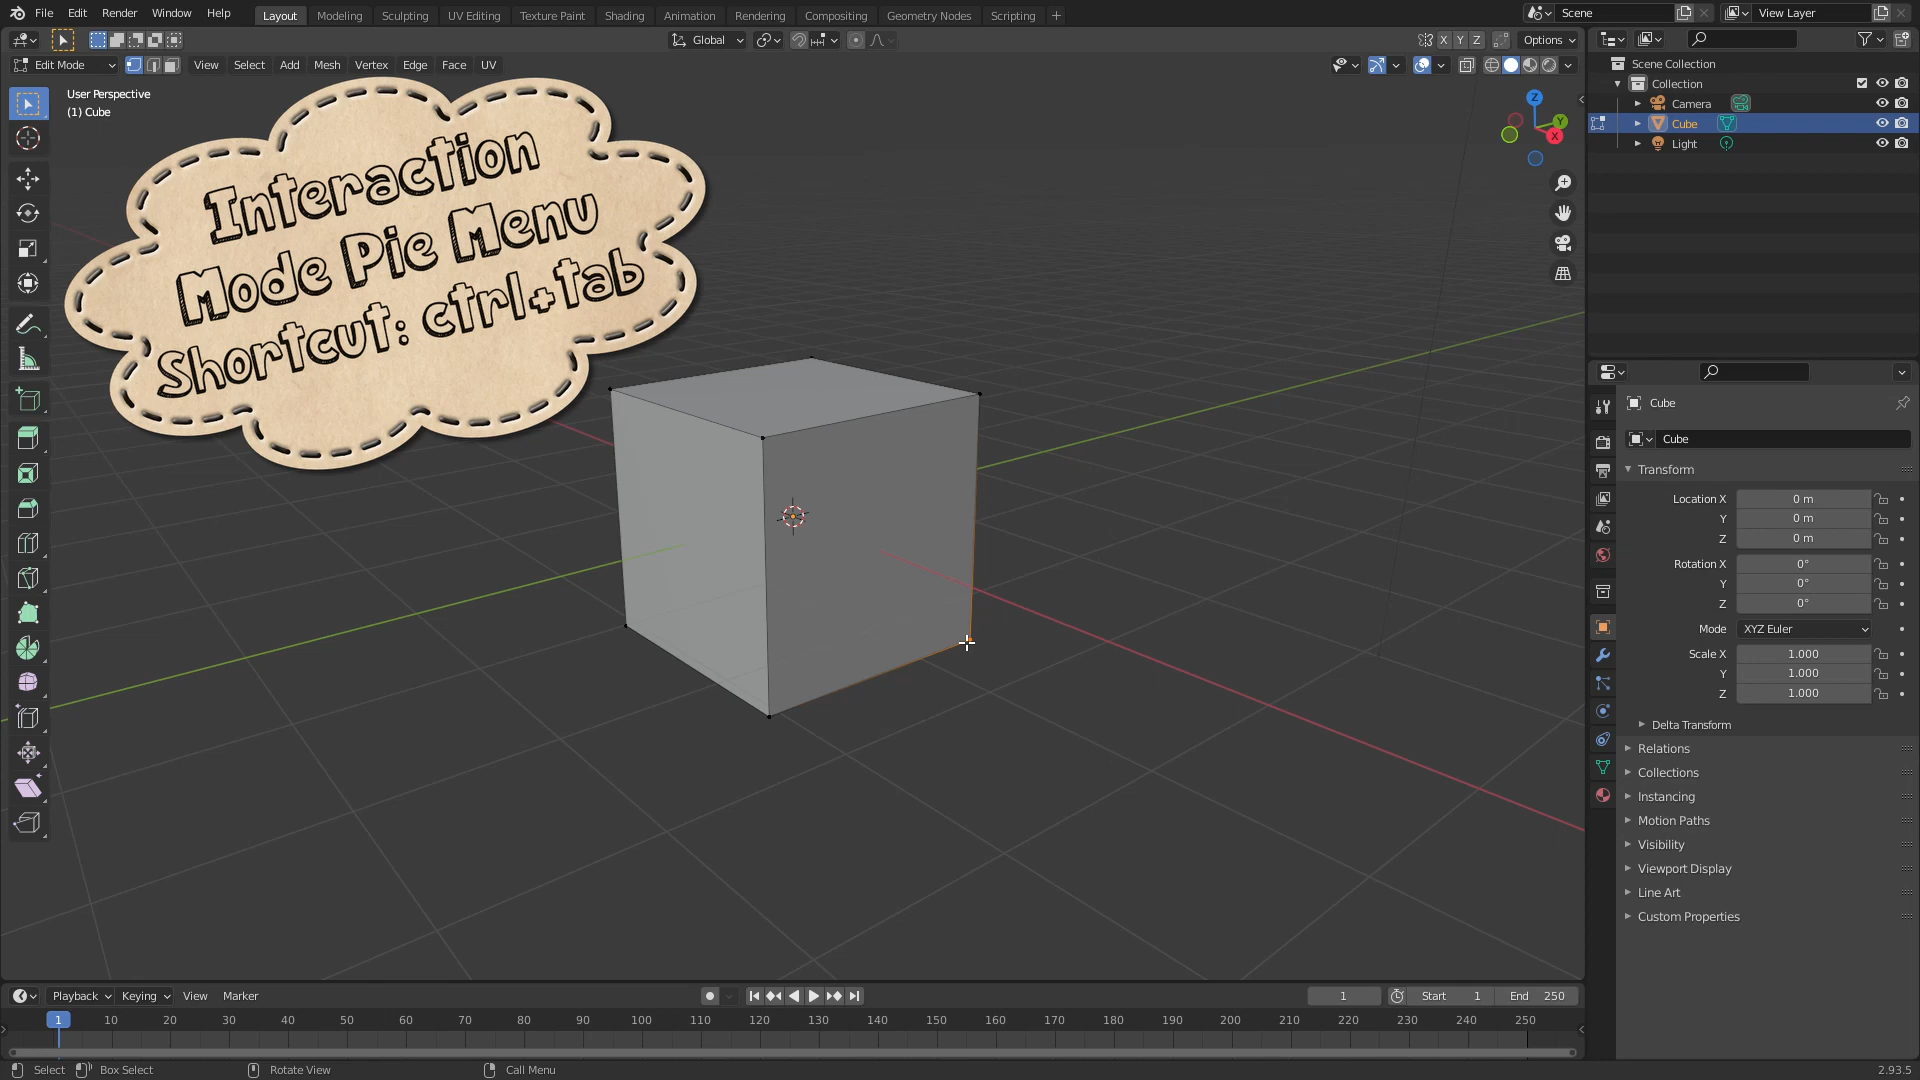 File Edit Render Window Help Layout Modeling Sculpting UV Editing Texture Paint Shading Animation Rendering Compositing Geometry Nodes Scripting + Scene View Layer
Global X Y Z Options
Edit Mode View Select Add Mesh Vertex Edge Face UV
User Perspective
(1) Cube
Interaction
Mode Pie Menu
Shortcut: ctrl+tab
Z
Y
X
Scene Collection
Collection
Camera
Cube
Light
Cube
Cube
Transform
Location X 0 m
Y 0 m
Z 0 m
Rotation X 0°
Y 0°
Z 0°
Mode XYZ Euler
Scale X 1.000
Y 1.000
Z 1.000
Delta Transform
Relations
Collections
Instancing
Motion Paths
Visibility
Viewport Display
Line Art
Custom Properties
Playback Keying View Marker 1 Start 1 End 250
1 10 20 30 40 50 60 70 80 90 100 110 120 130 140 150 160 170 180 190 200 210 220 230 240 250
Select Box Select Rotate View Call Menu 2.93.5